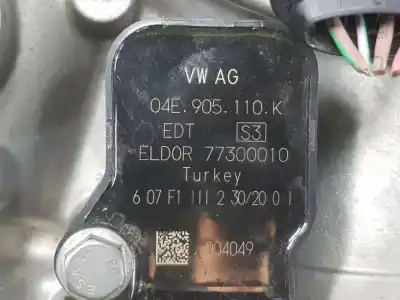 VW AG
04E.905.110.K
EDT S3
ELDOR 77300010
Turkey
6 07 F1 111 2 30/20 0 1
004049